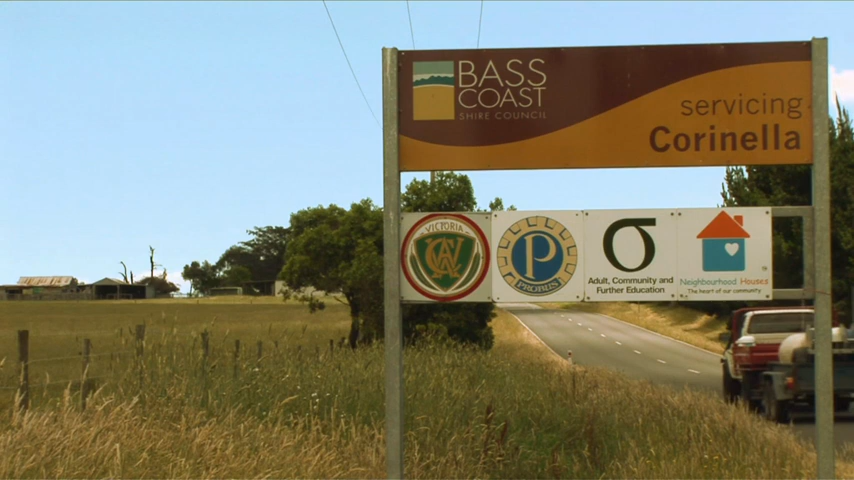 BASS
COAST
SHIRE COUNCIL
servicing
Corinella
VICTORIA
CWA
P
PROBUS
σ
Adult, Community and
Further Education
Neighbourhood Houses
The heart of our community